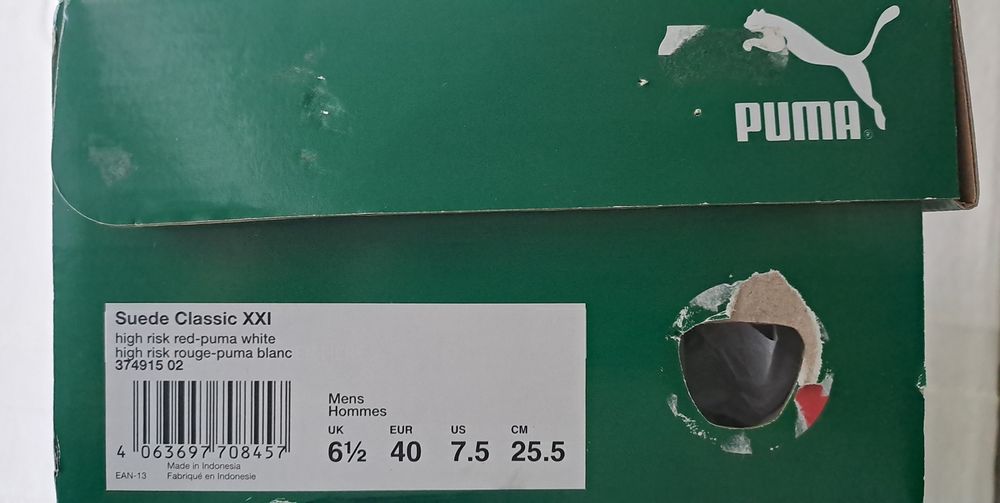 PUMA
Suede Classic XXI
high risk red-puma white
high risk rouge-puma blanc
374915 02
4 063697 708457
EAN-13
Made in Indonesia
Fabriqué en Indonesie
Mens
Hommes
UK EUR US CM
6½ 40 7.5 25.5